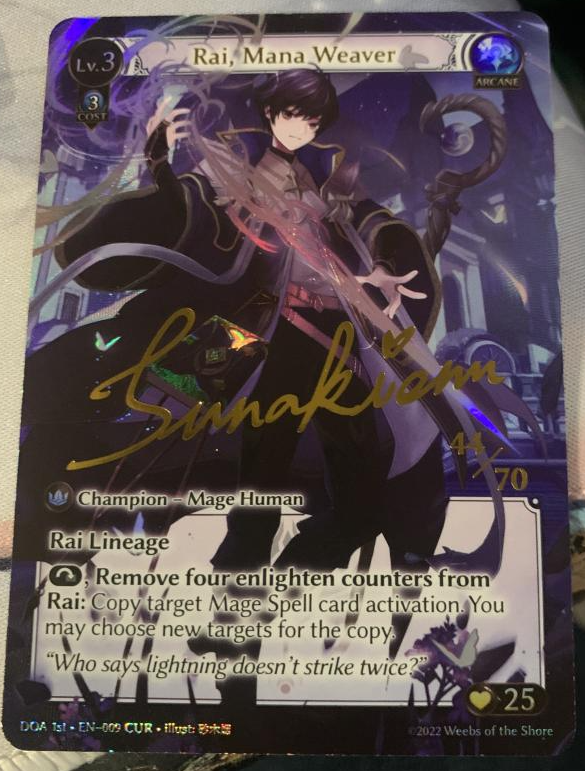 Lv.3
Rai, Mana Weaver
ARCANE
3
COST
Sunakiemu
44/70
Champion – Mage Human
Rai Lineage
, Remove four enlighten counters from
Rai: Copy target Mage Spell card activation. You
may choose new targets for the copy.
“Who says lightning doesn’t strike twice?”
25
DOA 1st • EN-009 CUR • illust:
©2022 Weebs of the Shore